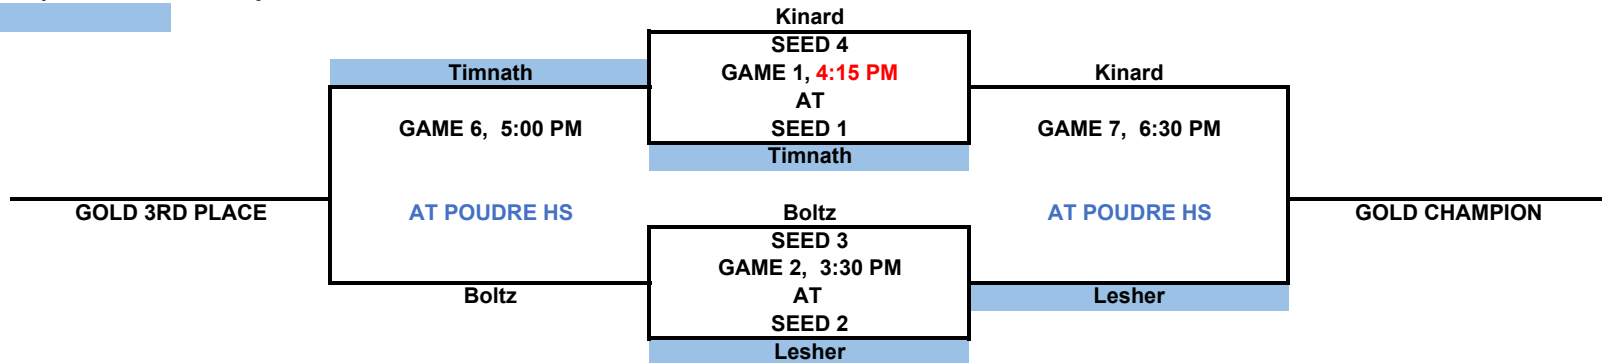 Kinard
SEED 4
Timnath
GAME 1, 4:15 PM
Kinard
AT
GAME 6, 5:00 PM
SEED 1
GAME 7, 6:30 PM
Timnath
GOLD 3RD PLACE
AT POUDRE HS
Boltz
AT POUDRE HS
GOLD CHAMPION
SEED 3
GAME 2, 3:30 PM
Boltz
AT
Lesher
SEED 2
Lesher